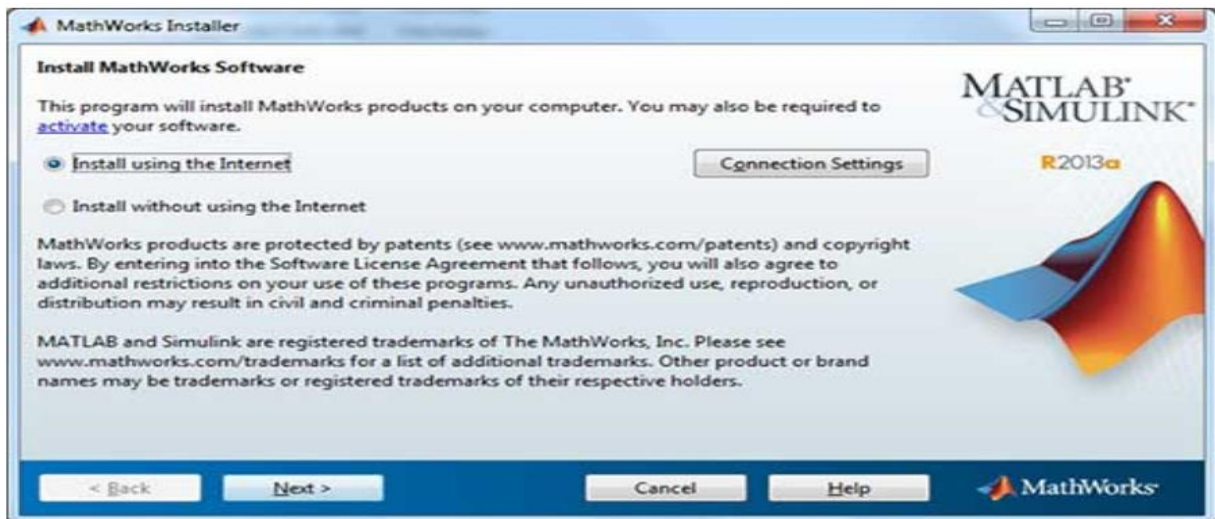 MathWorks Installer
Install MathWorks Software
This program will install MathWorks products on your computer. You may also be required to
activate your software.
Install using the Internet
Connection Settings
Install without using the Internet
MathWorks products are protected by patents (see www.mathworks.com/patents) and copyright
laws. By entering into the Software License Agreement that follows, you will also agree to
additional restrictions on your use of these programs. Any unauthorized use, reproduction, or
distribution may result in civil and criminal penalties.
MATLAB and Simulink are registered trademarks of The MathWorks, Inc. Please see
www.mathworks.com/trademarks for a list of additional trademarks. Other product or brand
names may be trademarks or registered trademarks of their respective holders.
MATLAB®
&SIMULINK®
R2013a
< Back
Next >
Cancel
Help
MathWorks®